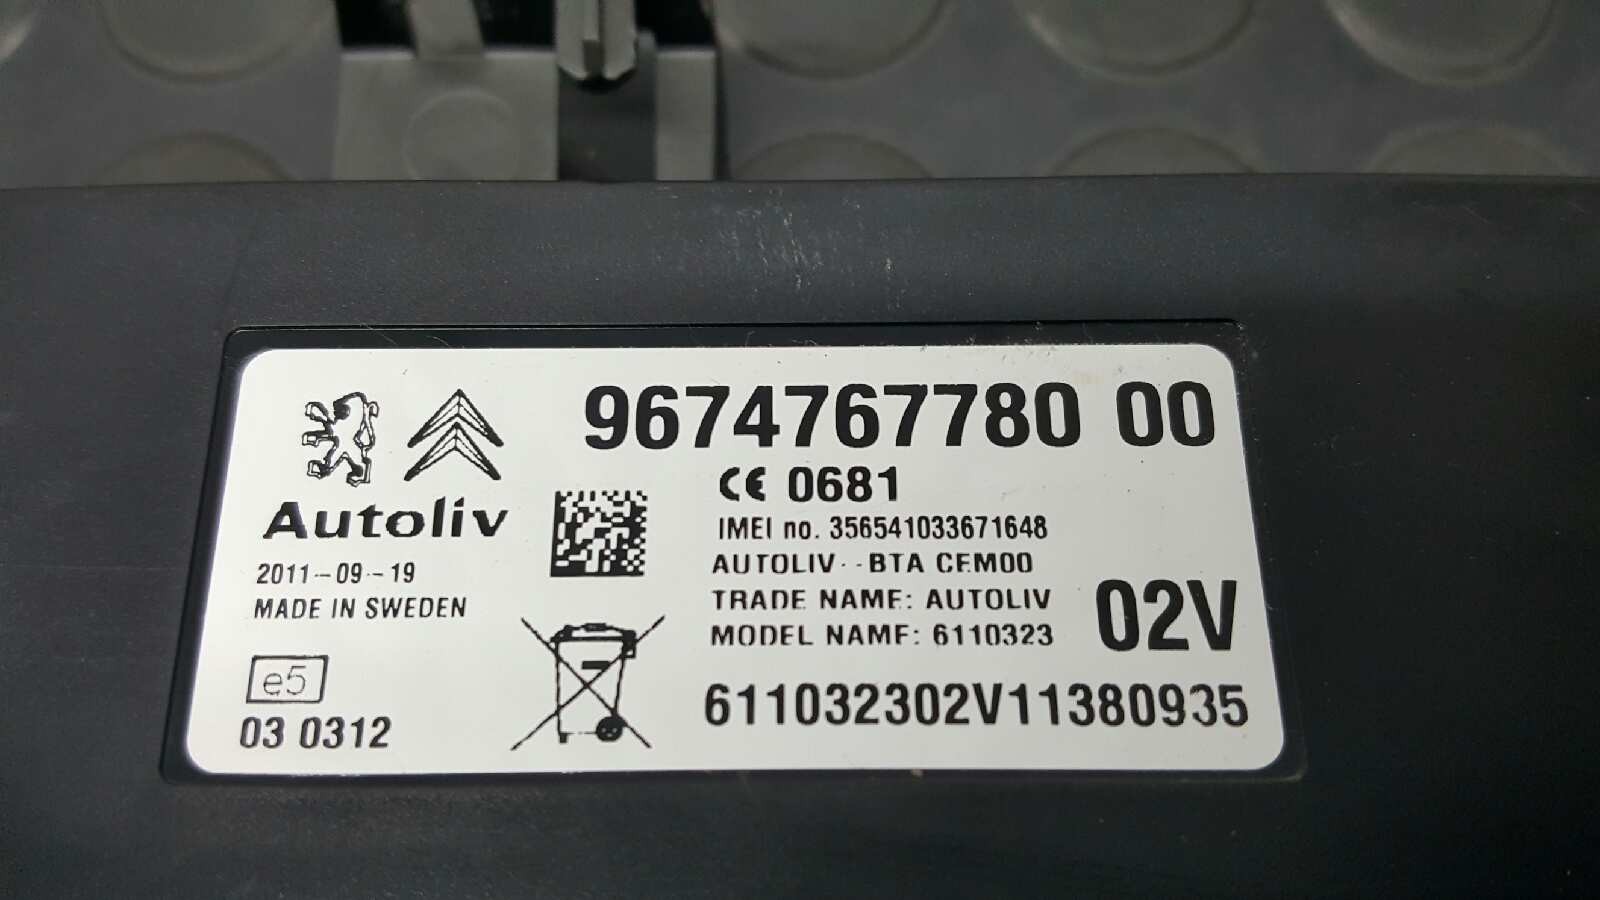 9674767780 00
CE 0681
IMEI no. 356541033671648
AUTOLIV--BTA CEM00
TRADE NAME: AUTOLIV
MODEL NAME: 6110323
02V
611032302V11380935
Autoliv
2011-09-19
MADE IN SWEDEN
e5
03 0312